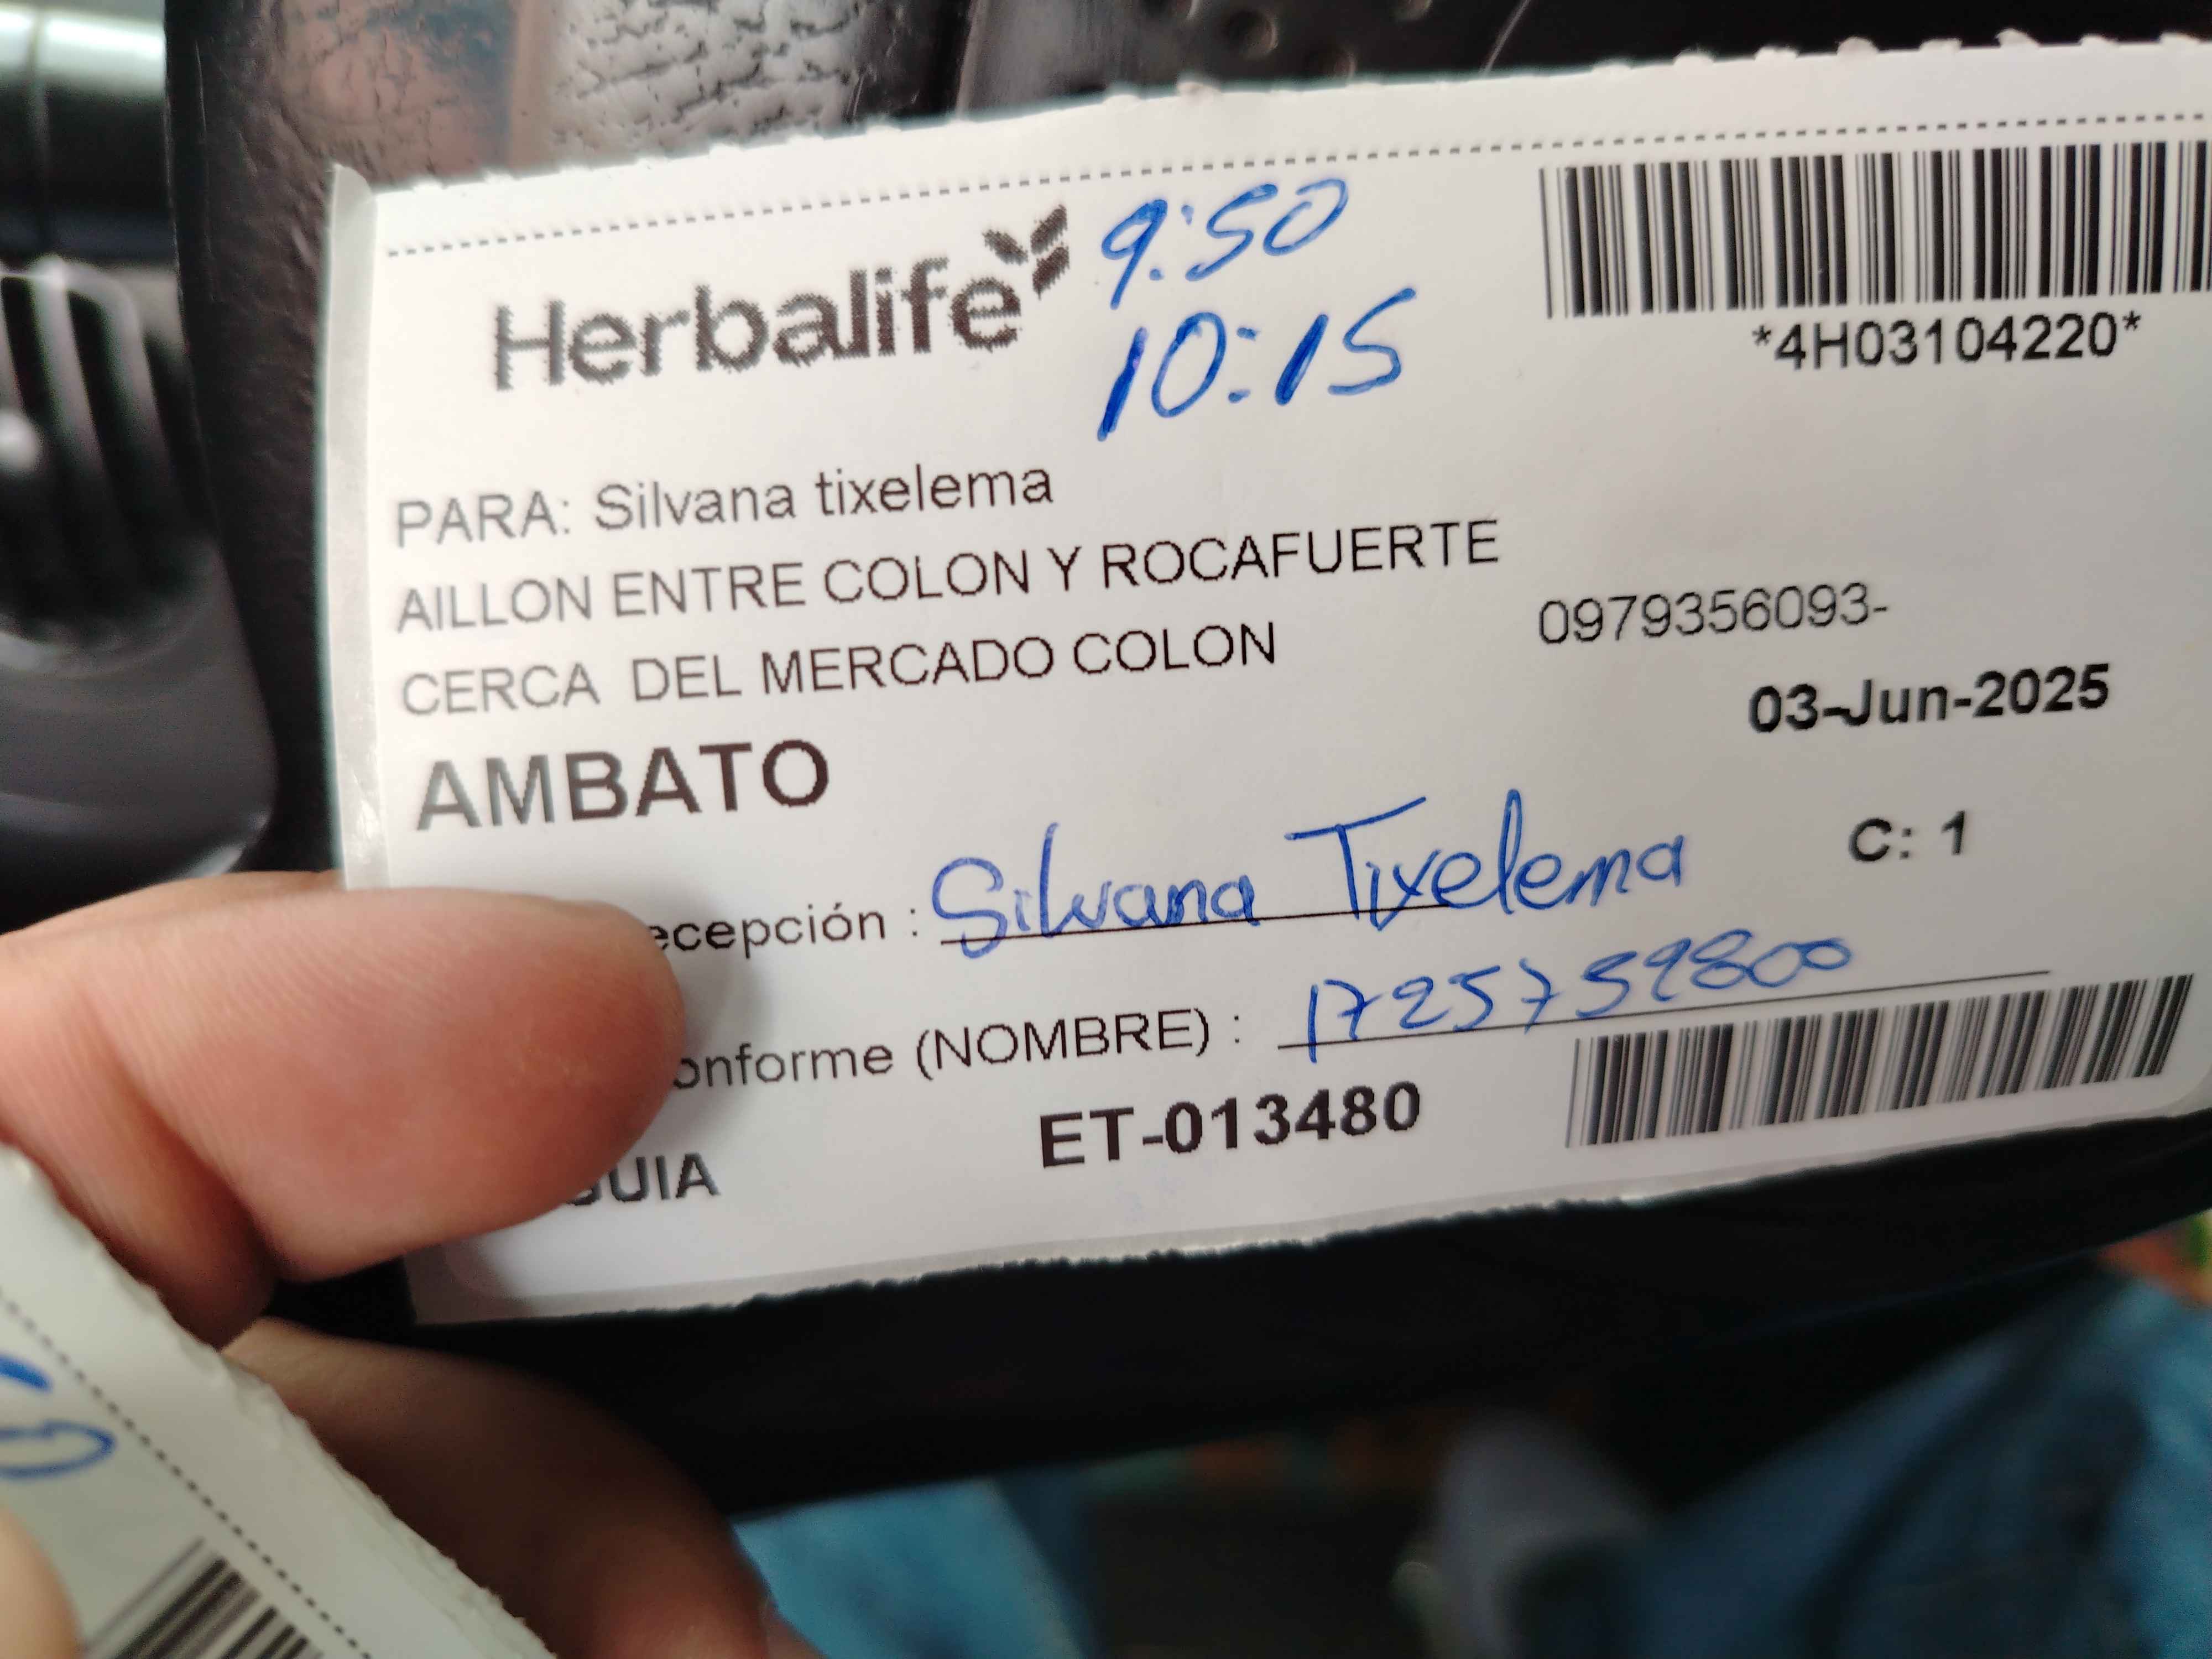 Herbalife
9:50
10:15
*4H03104220*
PARA: Silvana tixelema
AILLON ENTRE COLON Y ROCAFUERTE
CERCA DEL MERCADO COLON
0979356093-
03-Jun-2025
AMBATO
C: 1
ecepción : Silvana Tixelema
onforme (NOMBRE) : 1725759800
GUIA ET-013480